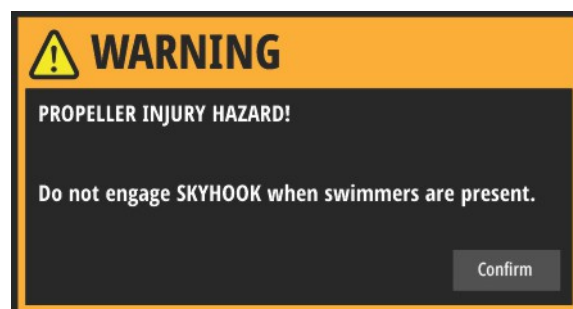 WARNING
PROPELLER INJURY HAZARD!
Do not engage SKYHOOK when swimmers are present.
Confirm